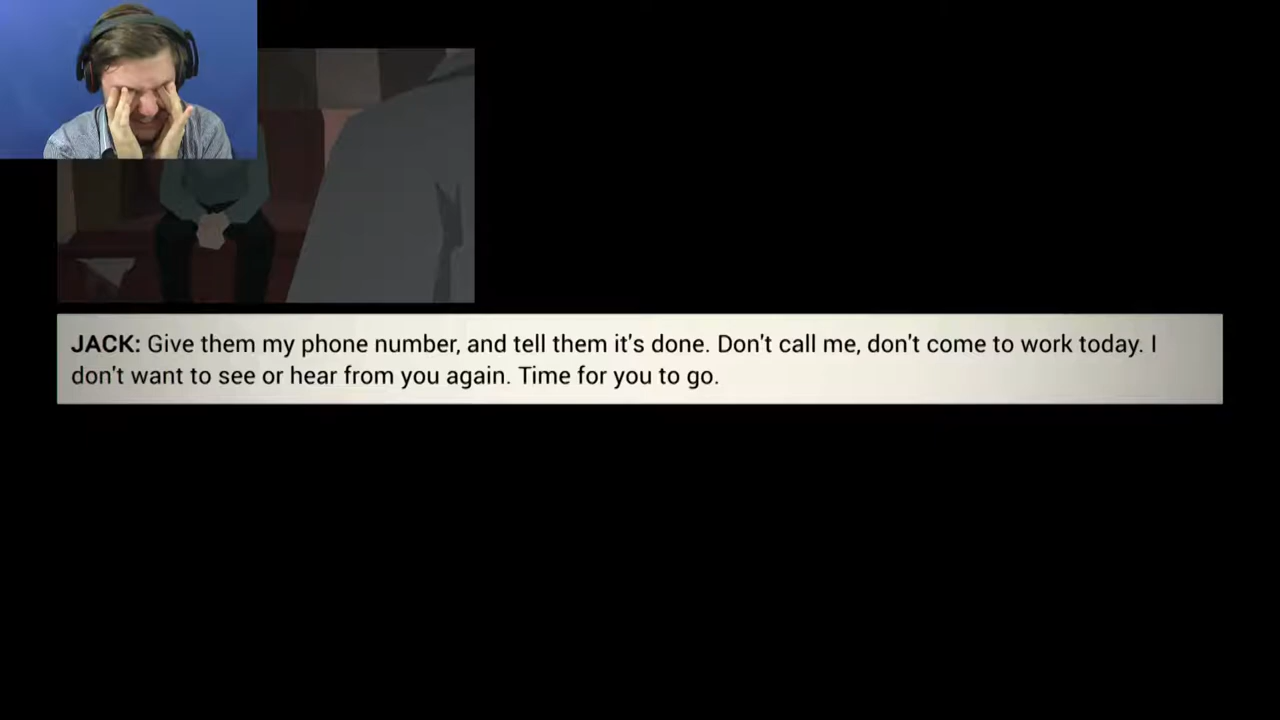 JACK: Give them my phone number, and tell them it's done. Don't call me, don't come to work today. I
don't want to see or hear from you again. Time for you to go.